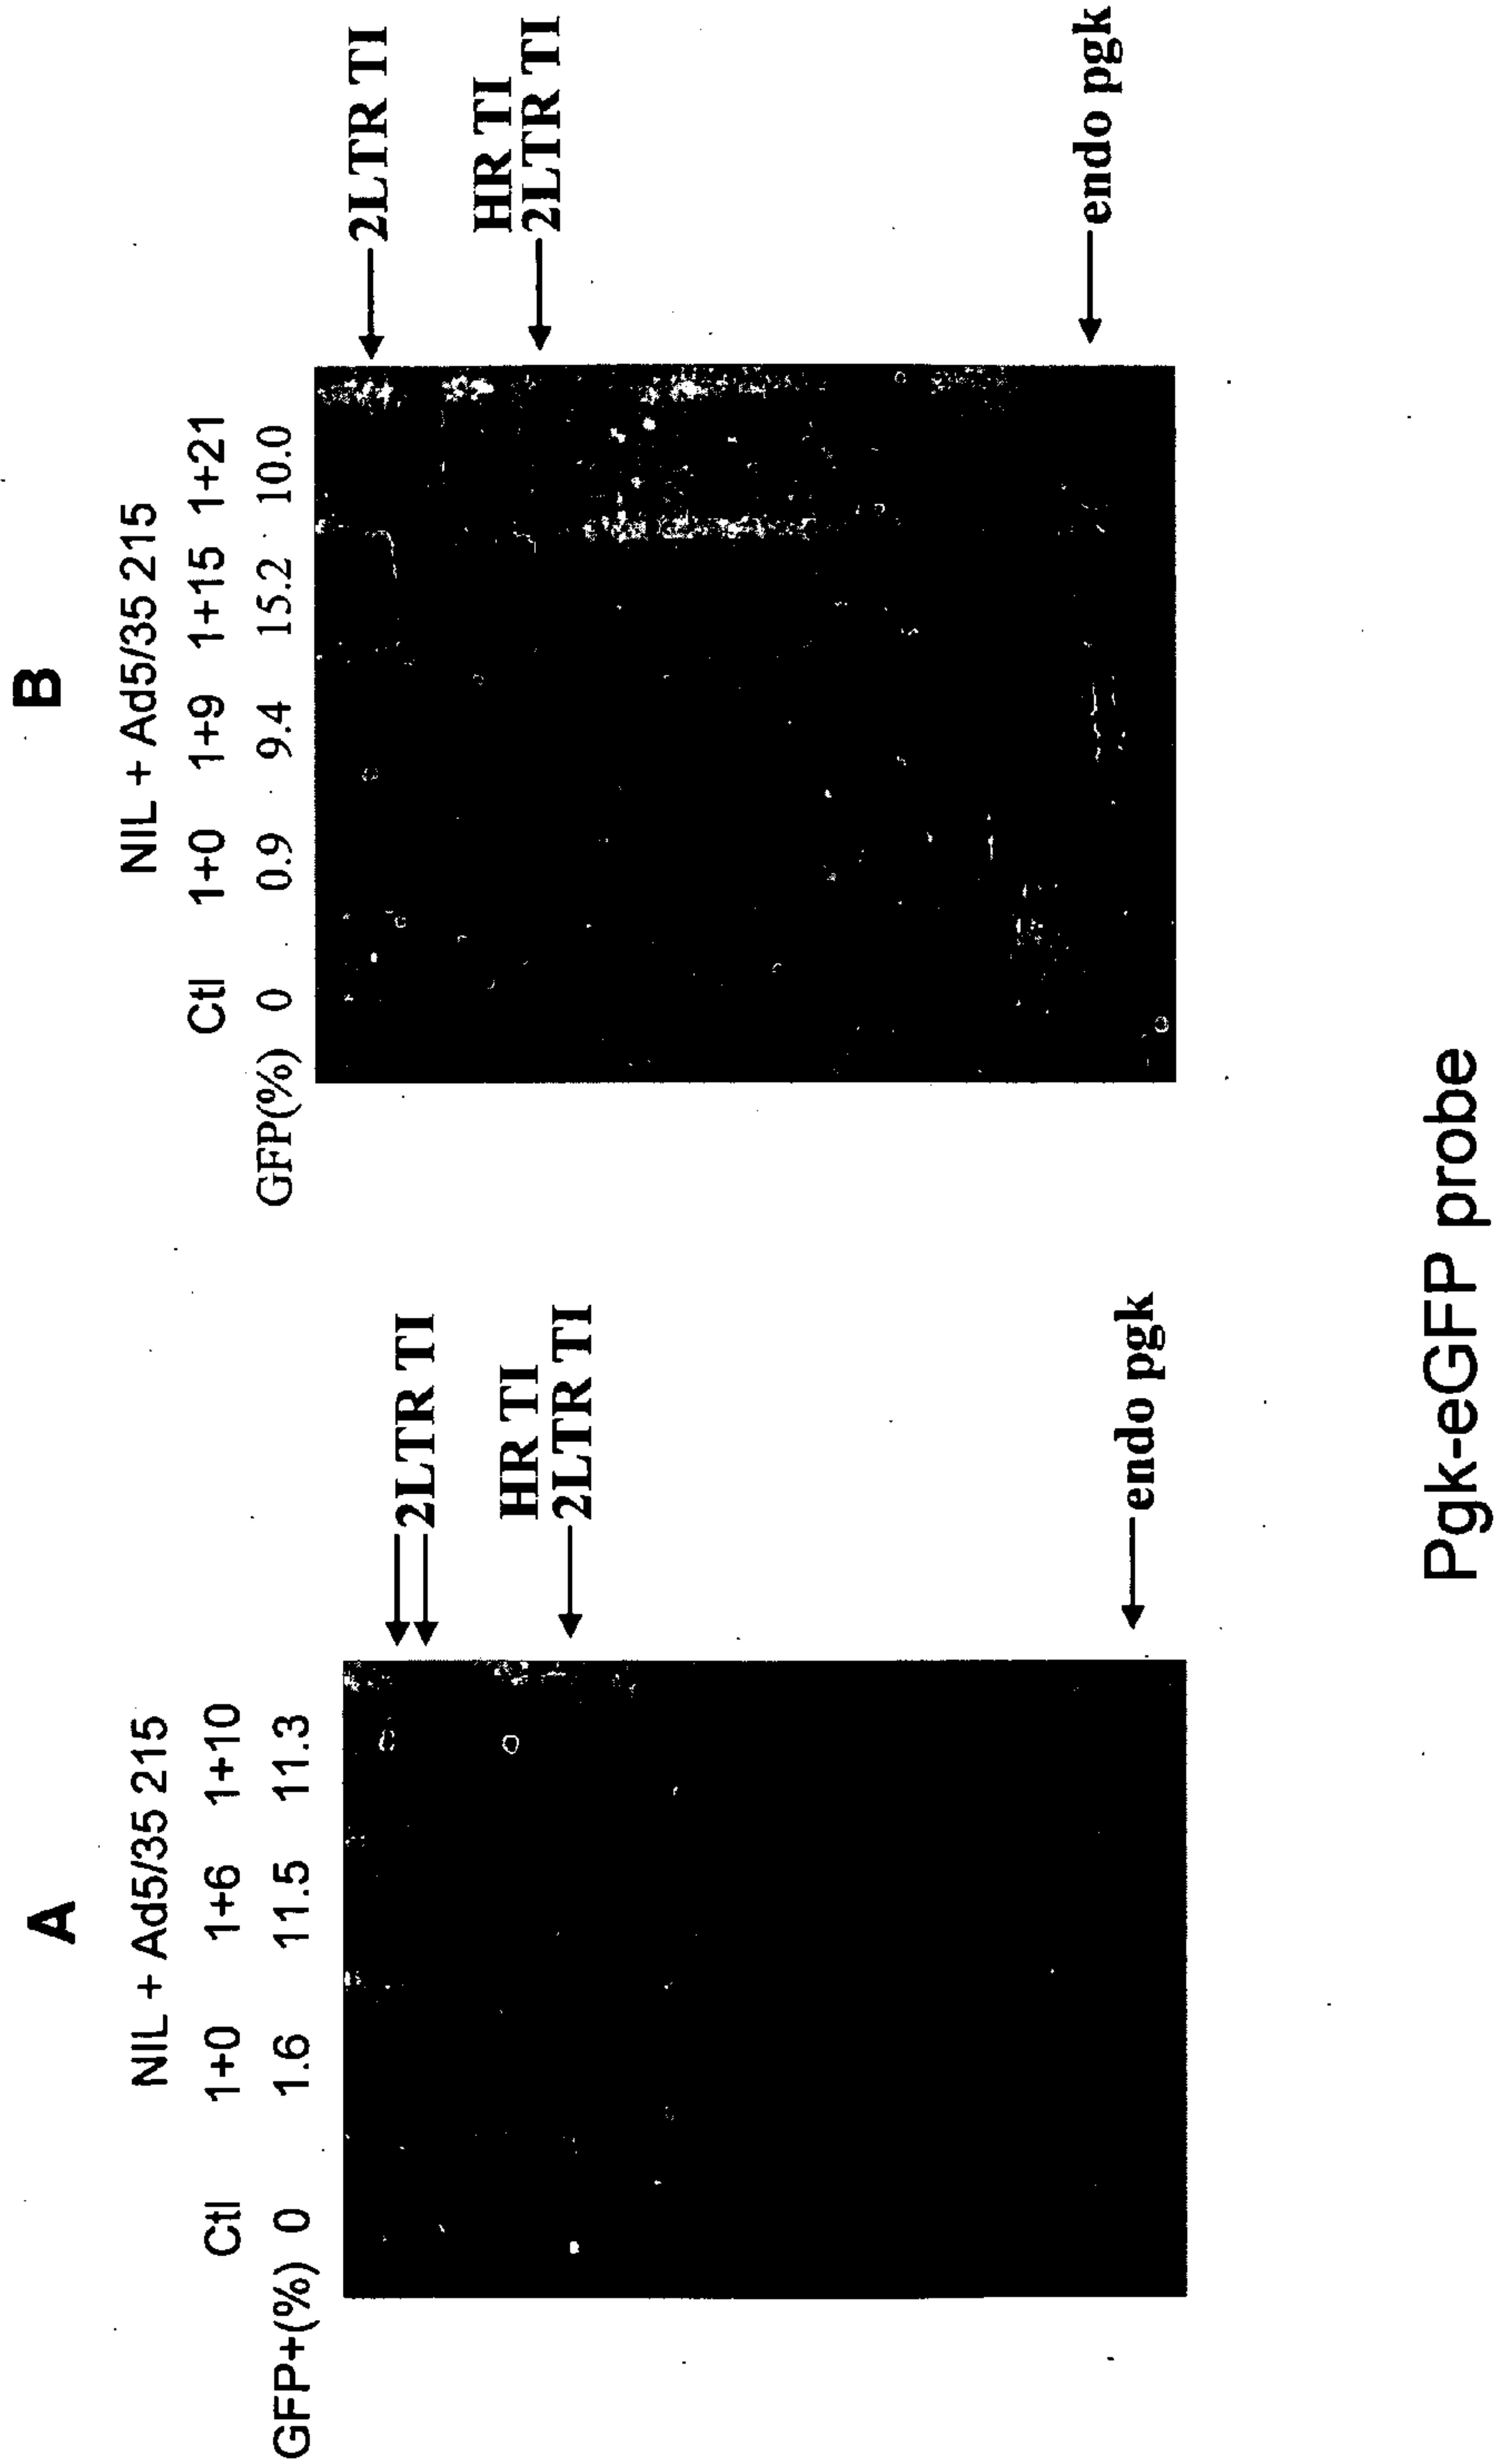 A
NIL + Ad5/35 215
Ctl 1+0 1+6 1+10
GFP+(%) 0 1.6 11.5 11.3
2LTR TI
HR TI
2LTR TI
endo pgk
B
NIL + Ad5/35 215
Ctl 1+0 1+9 1+15 1+21
GFP(%) 0 0.9 9.4 15.2 10.0
2LTR TI
HR TI
2LTR TI
endo pgk
Pgk-eGFP probe